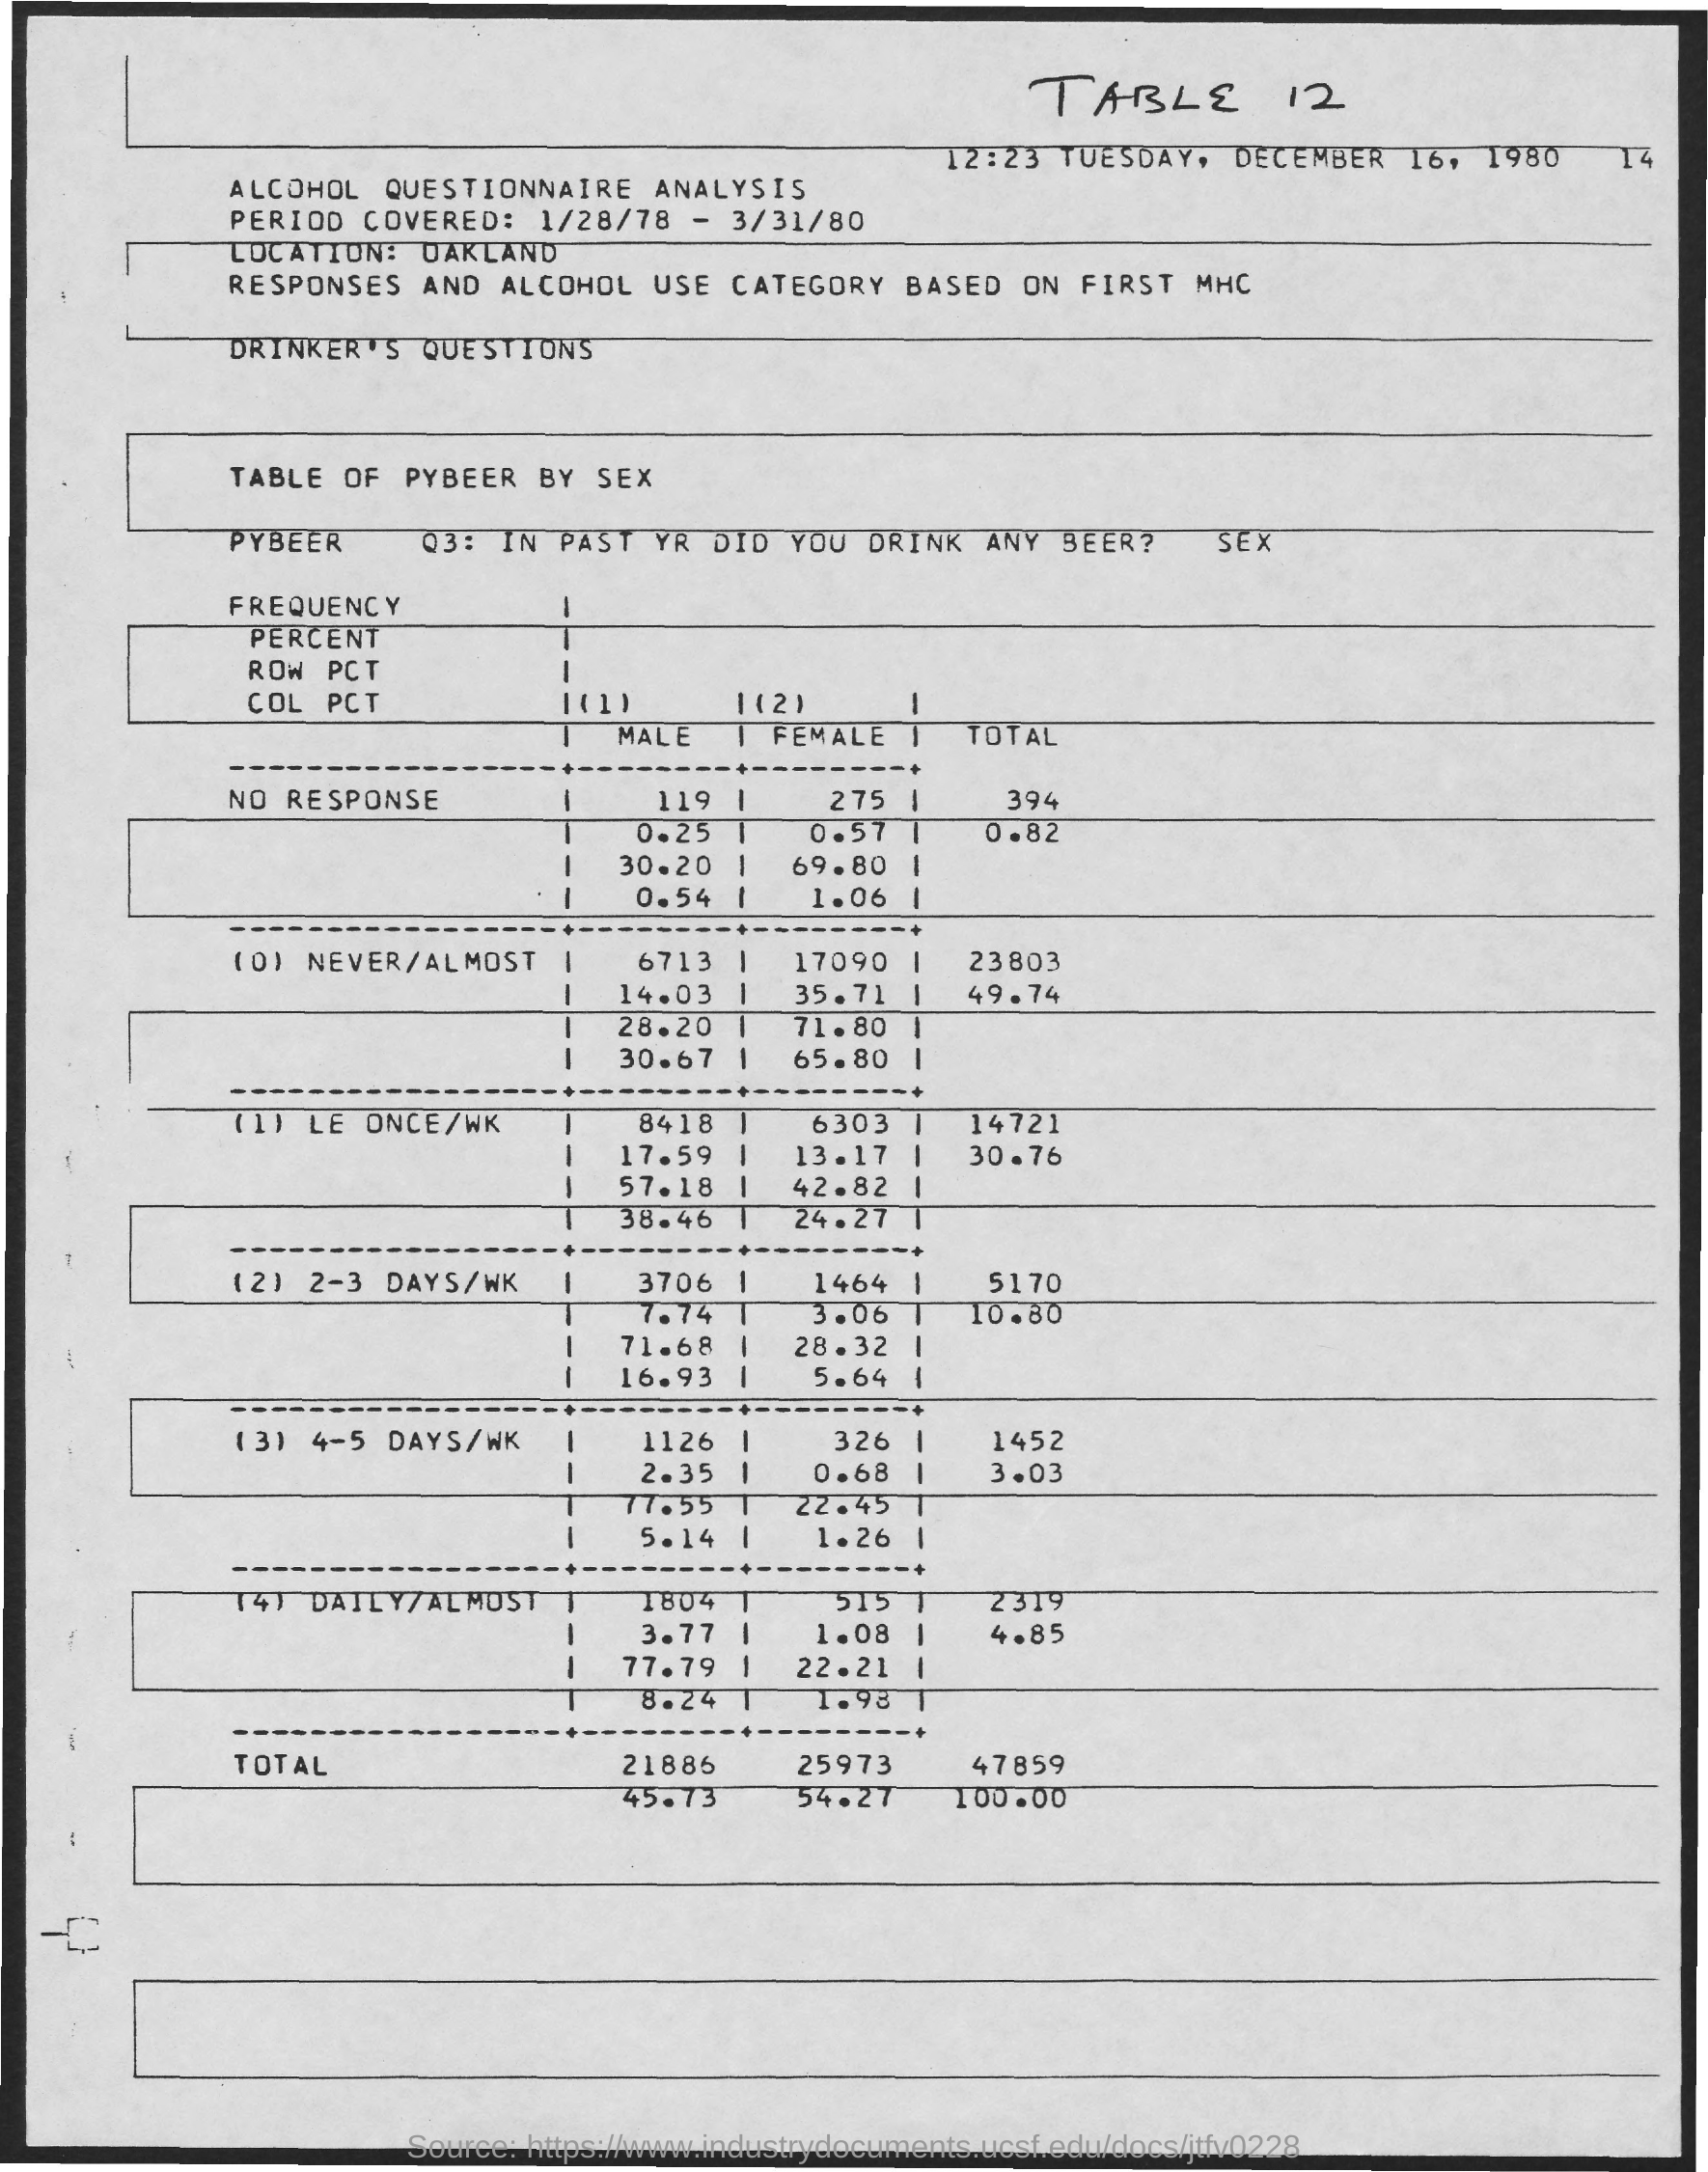 TABLE 12
12:23 TUESDAY, DECEMBER 16, 1980 14
ALCOHOL QUESTIONNAIRE ANALYSIS
PERIOD COVERED: 1/28/78 - 3/31/80
LOCATION: OAKLAND
RESPONSES AND ALCOHOL USE CATEGORY BASED ON FIRST MHC
DRINKER'S QUESTIONS
TABLE OF PYBEER BY SEX
PYBEER Q3: IN PAST YR DID YOU DRINK ANY BEER? SEX
FREQUENCY |
PERCENT |
ROW PCT |
COL PCT |(1) |(2) |
| MALE | FEMALE | TOTAL
NO RESPONSE | 119 | 275 | 394
| 0.25 | 0.57 | 0.82
| 30.20 | 69.80 |
| 0.54 | 1.06 |
(0) NEVER/ALMOST | 6713 | 17090 | 23803
| 14.03 | 35.71 | 49.74
| 28.20 | 71.80 |
| 30.67 | 65.80 |
(1) LE ONCE/WK | 8418 | 6303 | 14721
| 17.59 | 13.17 | 30.76
| 57.18 | 42.82 |
| 38.46 | 24.27 |
(2) 2-3 DAYS/WK | 3706 | 1464 | 5170
| 7.74 | 3.06 | 10.80
| 71.68 | 28.32 |
| 16.93 | 5.64 |
(3) 4-5 DAYS/WK | 1126 | 326 | 1452
| 2.35 | 0.68 | 3.03
| 77.55 | 22.45 |
| 5.14 | 1.26 |
(4) DAILY/ALMOST | 1804 | 515 | 2319
| 3.77 | 1.08 | 4.85
| 77.79 | 22.21 |
| 8.24 | 1.98 |
TOTAL 21886 25973 47859
45.73 54.27 100.00
Source: https://www.industrydocuments.ucsf.edu/docs/jtfv0228